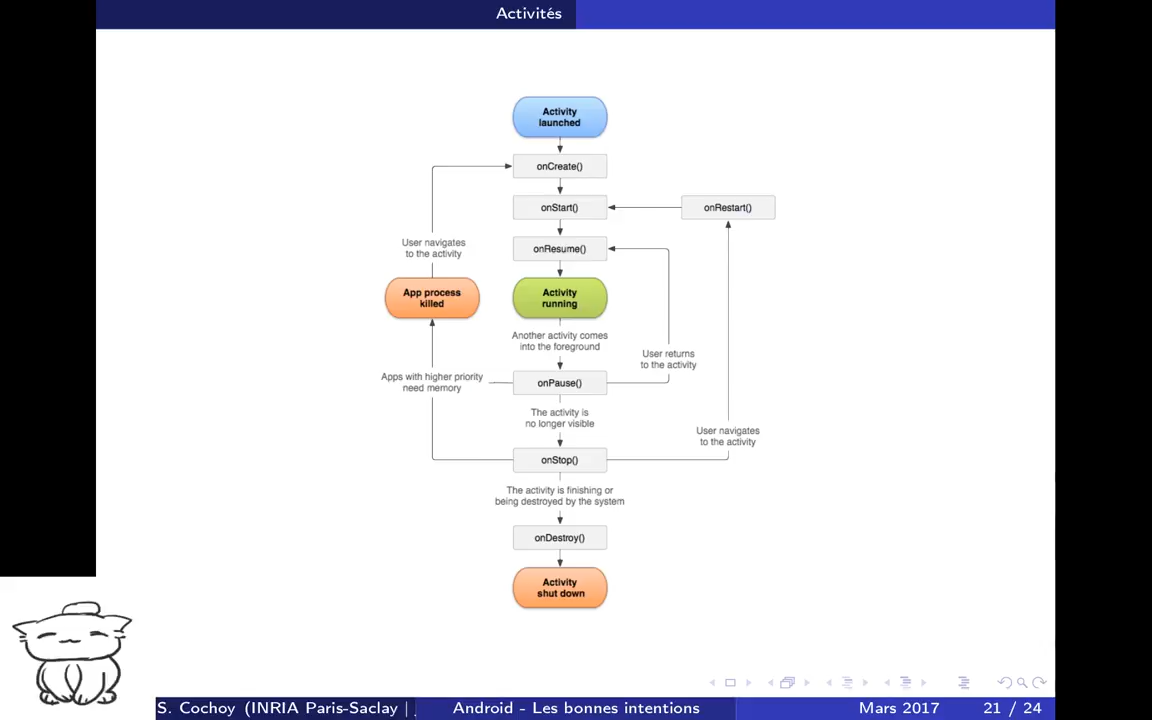 Activités
Activity
launched
onCreate()
onStart()
onRestart()
User navigates
to the activity
onResume()
App process
killed
Activity
running
Another activity comes
into the foreground
User returns
to the activity
Apps with higher priority
need memory
onPause()
The activity is
no longer visible
User navigates
to the activity
onStop()
The activity is finishing or
being destroyed by the system
onDestroy()
Activity
shut down
S. Cochoy (INRIA Paris-Saclay |
Android - Les bonnes intentions
Mars 2017
21 / 24